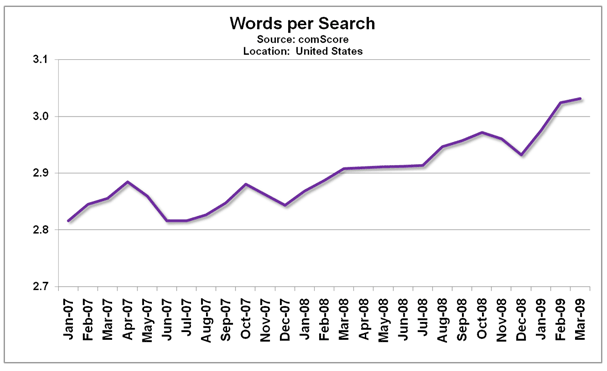 Words per Search
Source: comScore
Location: United States
3.1
3.0
2.9
2.8
2.7
Jan-07
Feb-07
Mar-07
Apr-07
May-07
Jun-07
Jul-07
Aug-07
Sep-07
Oct-07
Nov-07
Dec-07
Jan-08
Feb-08
Mar-08
Apr-08
May-08
Jun-08
Jul-08
Aug-08
Sep-08
Oct-08
Nov-08
Dec-08
Jan-09
Feb-09
Mar-09